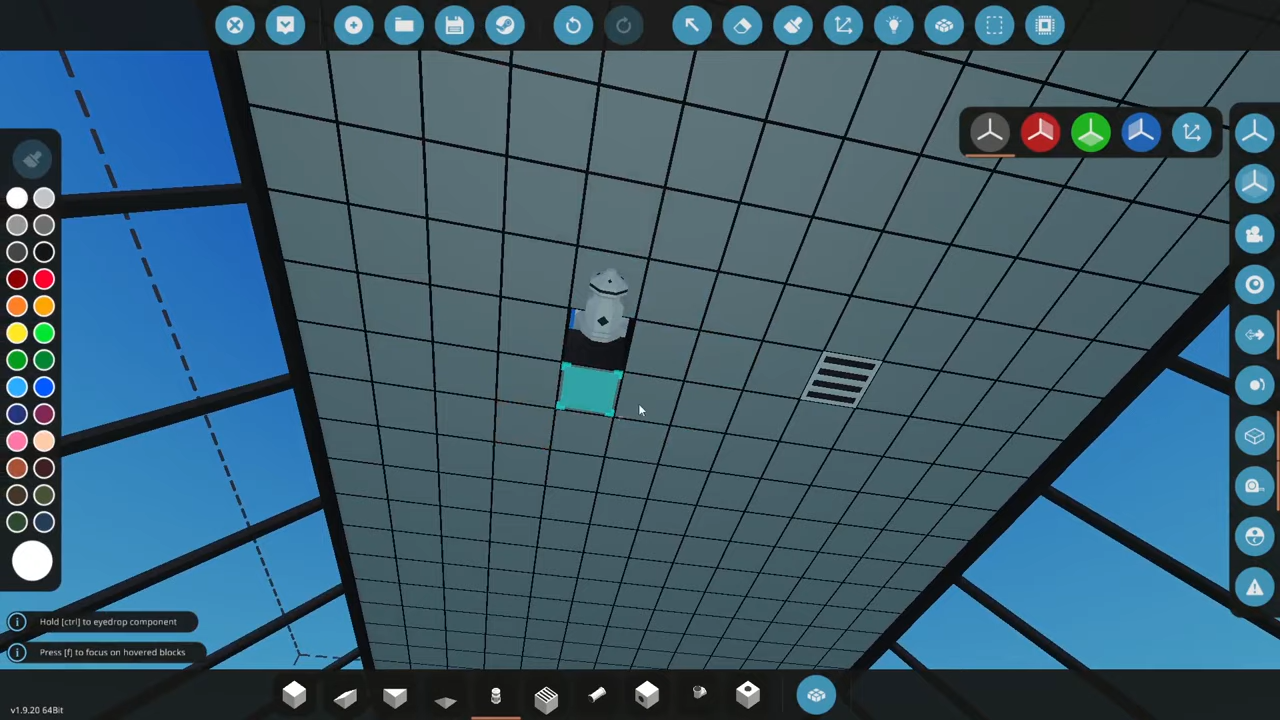 Hold [ctrl] to eyedrop component
Press [f] to focus on hovered blocks
v1.9.20 64Bit